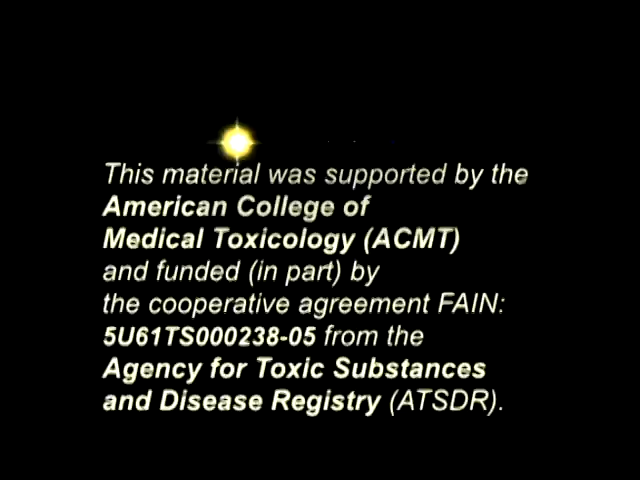 This material was supported by the
American College of
Medical Toxicology (ACMT)
and funded (in part) by
the cooperative agreement FAIN:
5U61TS000238-05 from the
Agency for Toxic Substances
and Disease Registry (ATSDR).